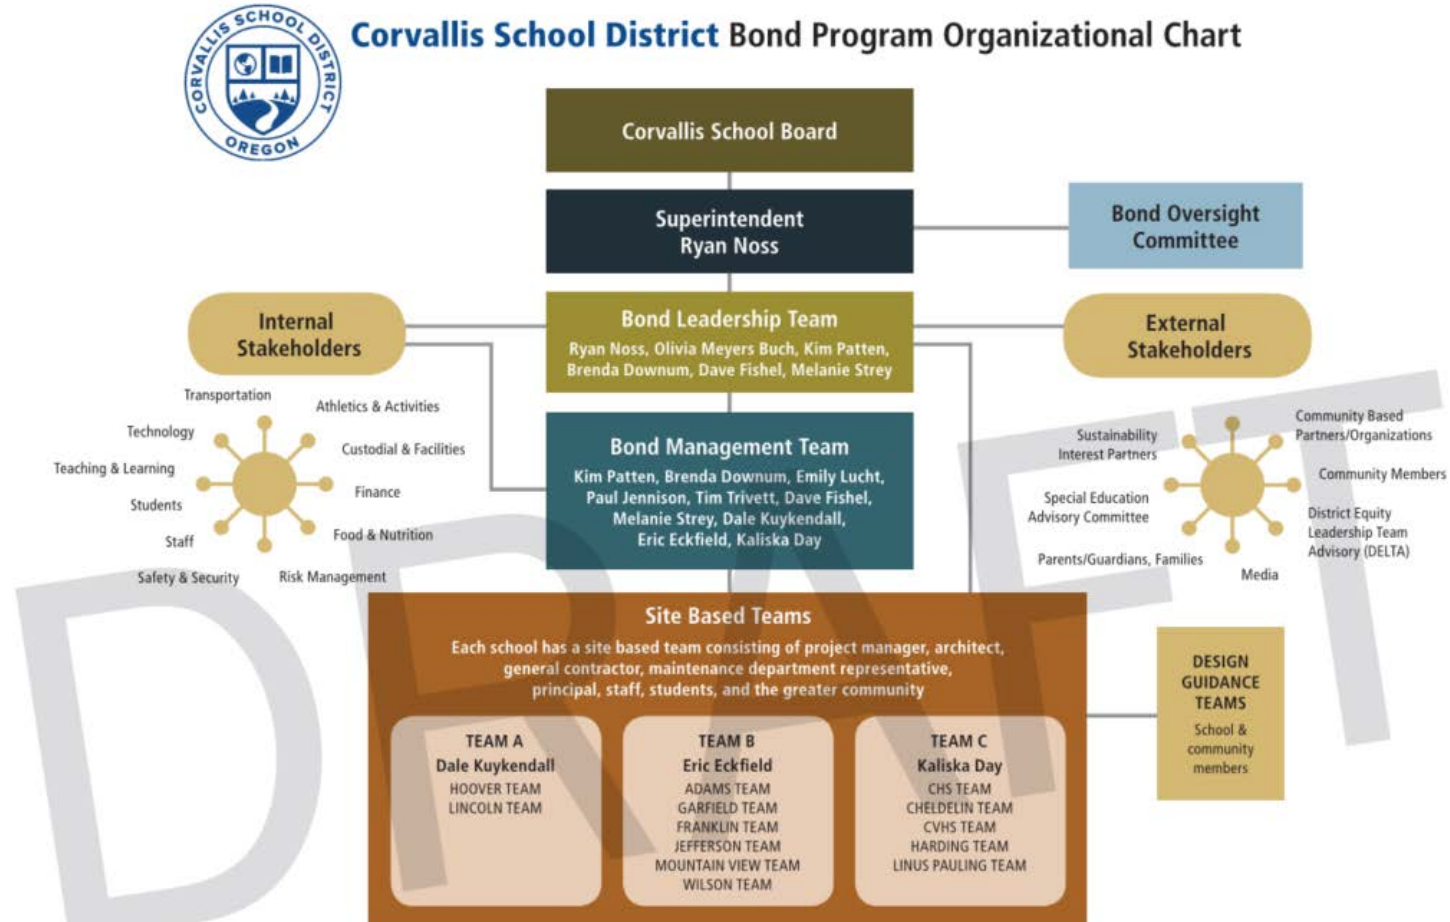 CORVALLIS SCHOOL DISTRICT
OREGON
Corvallis School District Bond Program Organizational Chart
Corvallis School Board
Superintendent
Ryan Noss
Bond Oversight
Committee
Internal
Stakeholders
Bond Leadership Team
Ryan Noss, Olivia Meyers Buch, Kim Patten,
Brenda Downum, Dave Fishel, Melanie Strey
External
Stakeholders
Transportation
Athletics & Activities
Technology
Custodial & Facilities
Teaching & Learning
Finance
Students
Food & Nutrition
Staff
Safety & Security
Risk Management
Bond Management Team
Kim Patten, Brenda Downum, Emily Lucht,
Paul Jennison, Tim Trivett, Dave Fishel,
Melanie Strey, Dale Kuykendall,
Eric Eckfield, Kaliska Day
Community Based
Partners/Organizations
Sustainability
Interest Partners
Community Members
Special Education
Advisory Committee
District Equity
Leadership Team
Advisory (DELTA)
Parents/Guardians, Families
Media
Site Based Teams
Each school has a site based team consisting of project manager, architect,
general contractor, maintenance department representative,
principal, staff, students, and the greater community
TEAM A
Dale Kuykendall
HOOVER TEAM
LINCOLN TEAM
TEAM B
Eric Eckfield
ADAMS TEAM
GARFIELD TEAM
FRANKLIN TEAM
JEFFERSON TEAM
MOUNTAIN VIEW TEAM
WILSON TEAM
TEAM C
Kaliska Day
CHS TEAM
CHELDELIN TEAM
CVHS TEAM
HARDING TEAM
LINUS PAULING TEAM
DESIGN
GUIDANCE
TEAMS
School &
community
members
DRAFT